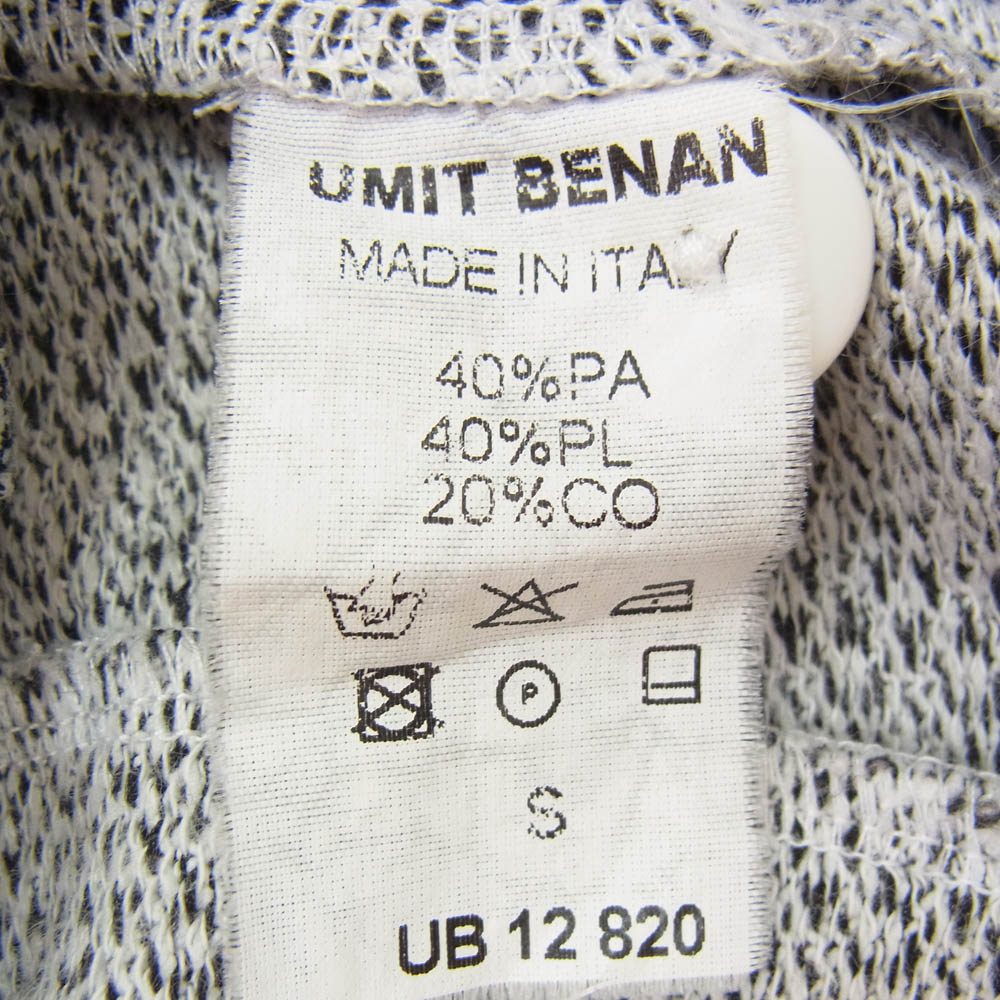 UMIT BENAN
MADE IN ITALY
40%PA
40%PL
20%CO
P
S
UB 12 820